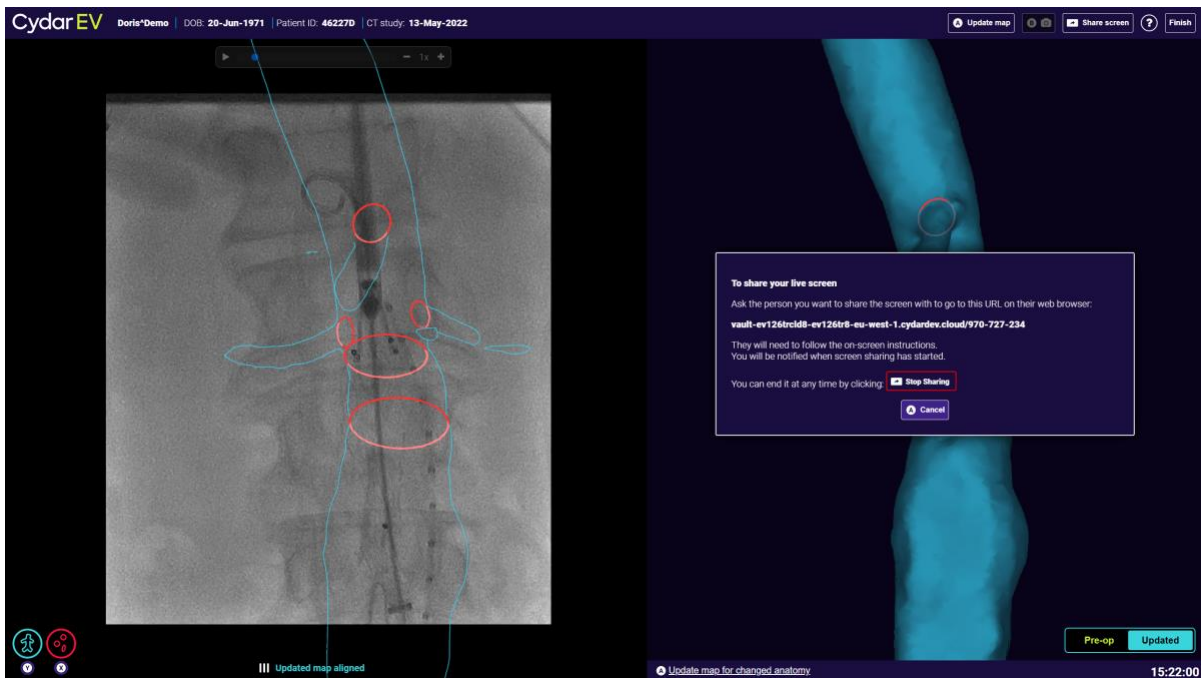 CydarEV Doris^Demo | DOB: 20-Jun-1971 | Patient ID: 46227D | CT study: 13-May-2022
A Update map
B
Share screen
?
Finish
1x
To share your live screen
Ask the person you want to share the screen with to go to this URL on their web browser:
vault-ev126trcld8-ev126tr8-eu-west-1.cydardev.cloud/970-727-234
They will need to follow the on-screen instructions.
You will be notified when screen sharing has started.
You can end it at any time by clicking: Stop Sharing
A Cancel
Pre-op Updated
Y X
Updated map aligned
A Update map for changed anatomy
15:22:00